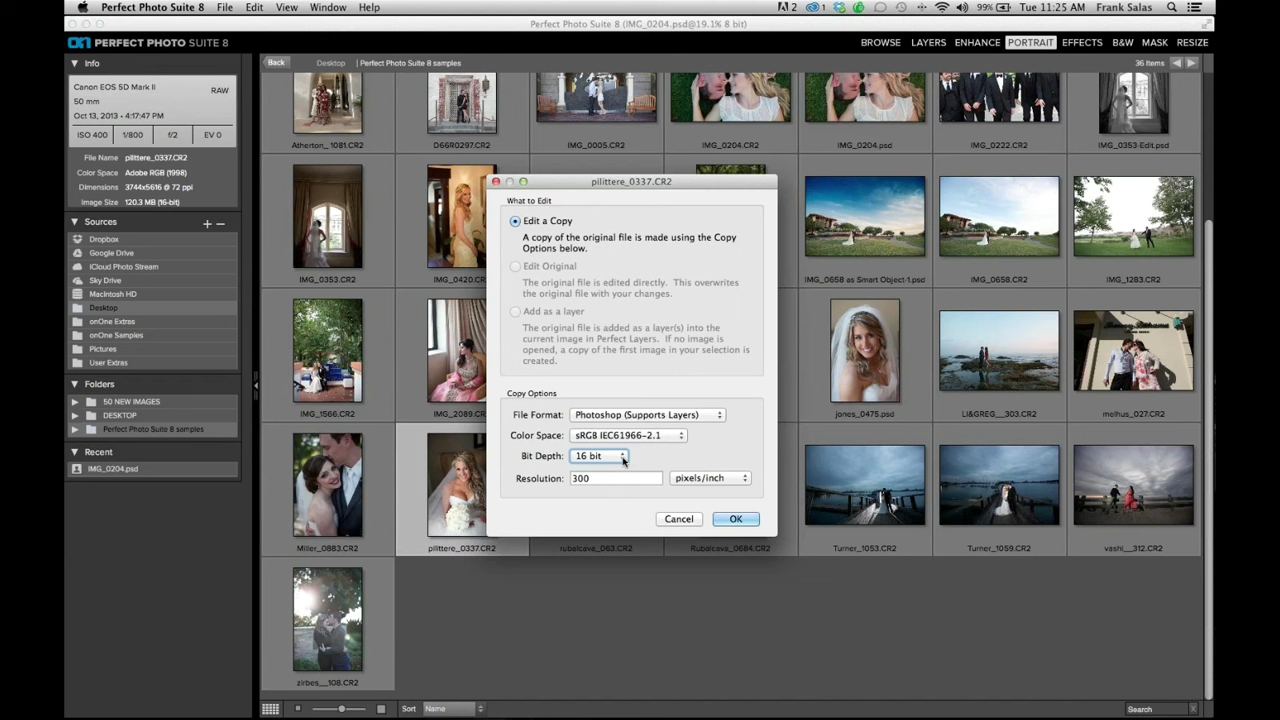 Perfect Photo Suite 8 File Edit View Window Help
2 1 99% Tue 11:25 AM Frank Salas
Perfect Photo Suite 8 (IMG_0204.psd@19.1% 8 bit)
on PERFECT PHOTO SUITE 8
BROWSE LAYERS ENHANCE PORTRAIT EFFECTS B&W MASK RESIZE
Info
Back Desktop | Perfect Photo Suite 8 samples
36 Items
Canon EOS 5D Mark II
RAW
50 mm
Oct 13, 2013 - 4:17:47 PM
ISO 400 1/800 f/2 EV 0
File Name pilittere_0337.CR2
Color Space: Adobe RGB (1998)
Dimensions 3744x5616 @ 72 ppi
Image Size: 120.3 MB (16-bit)
Sources
Dropbox
Google Drive
iCloud Photo Stream
Sky Drive
Macintosh HD
Desktop
onOne Extras
onOne Samples
Pictures
User Extras
Folders
50 NEW IMAGES
DESKTOP
Perfect Photo Suite 8 samples
Recent
IMG_0204.psd
Atherton_ 1081.CR2
D66R0297.CR2
IMG_0005.CR2
IMG_0204.CR2
IMG_0204.psd
IMG_0222.CR2
IMG_0353-Edit.psd
IMG_0353.CR2
IMG_0420.CR2
IMG_0658 as Smart Object-1.psd
IMG_0658.CR2
IMG_1283.CR2
IMG_1566.CR2
IMG_2089.CR2
jones_0475.psd
LI&GREG__303.CR2
melhus_027.CR2
Miller_0883.CR2
pilittere_0337.CR2
rubalcava_063.CR2
Rubalcava_0684.CR2
Turner_1053.CR2
Turner_1059.CR2
vashi__312.CR2
zirbes__108.CR2
pilittere_0337.CR2
What to Edit
Edit a Copy
A copy of the original file is made using the Copy
Options below.
Edit Original
The original file is edited directly. This overwrites
the original file with your changes.
Add as a layer
The original file is added as a layer(s) into the
current image in Perfect Layers. If no image is
opened, a copy of the first image in your selection is
created.
Copy Options
File Format: Photoshop (Supports Layers)
Color Space: sRGB IEC61966-2.1
Bit Depth: 16 bit
Resolution: 300 pixels/inch
Cancel OK
Sort Name
Search